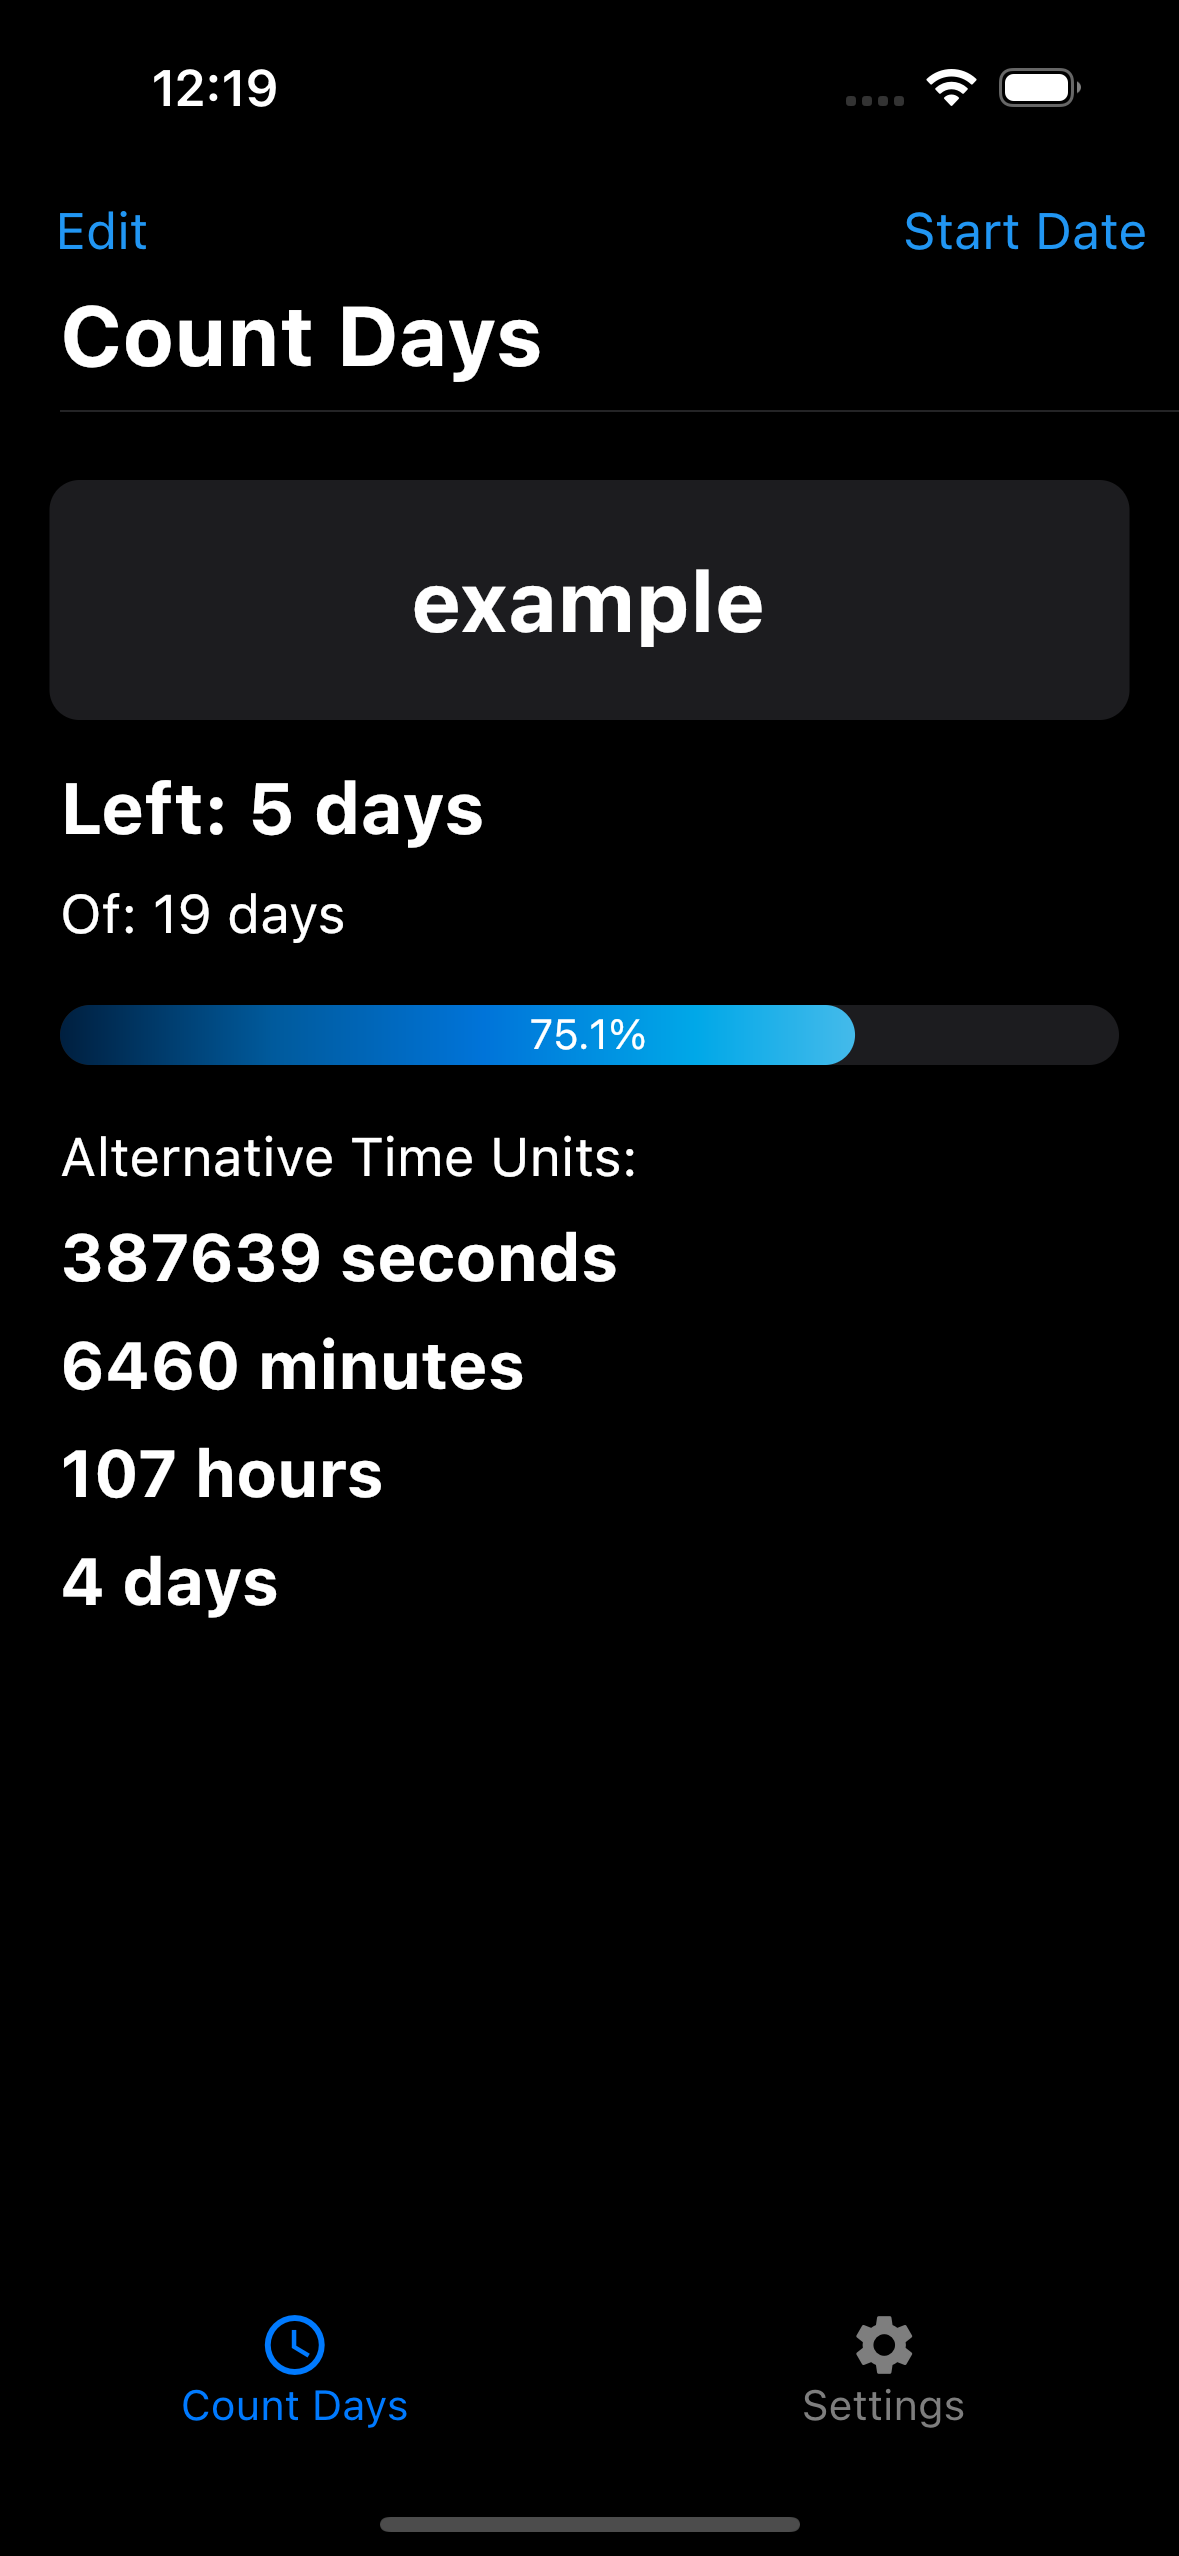 12:19
Edit
Start Date
Count Days
example
Left: 5 days
Of: 19 days
75.1%
Alternative Time Units:
387639 seconds
6460 minutes
107 hours
4 days
Count Days
Settings